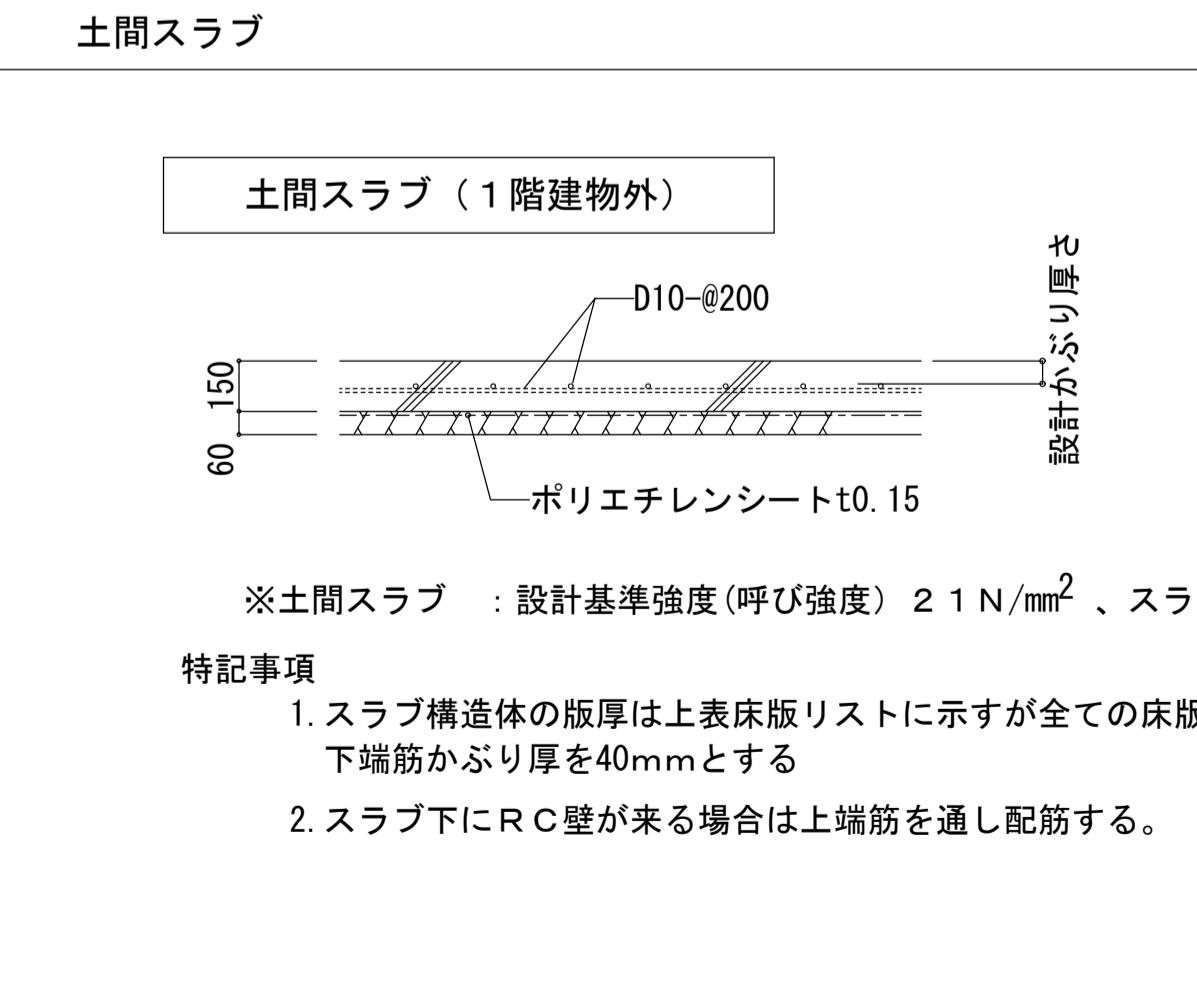 土間スラブ
土間スラブ（１階建物外）
D10-@200
設計かぶり厚さ
150
60
ポリエチレンシートt0.15
※土間スラブ　：設計基準強度(呼び強度)　２１Ｎ/mm2 、スラ
特記事項
1.スラブ構造体の版厚は上表床版リストに示すが全ての床版
下端筋かぶり厚を40ｍｍとする
2.スラブ下にＲＣ壁が来る場合は上端筋を通し配筋する。